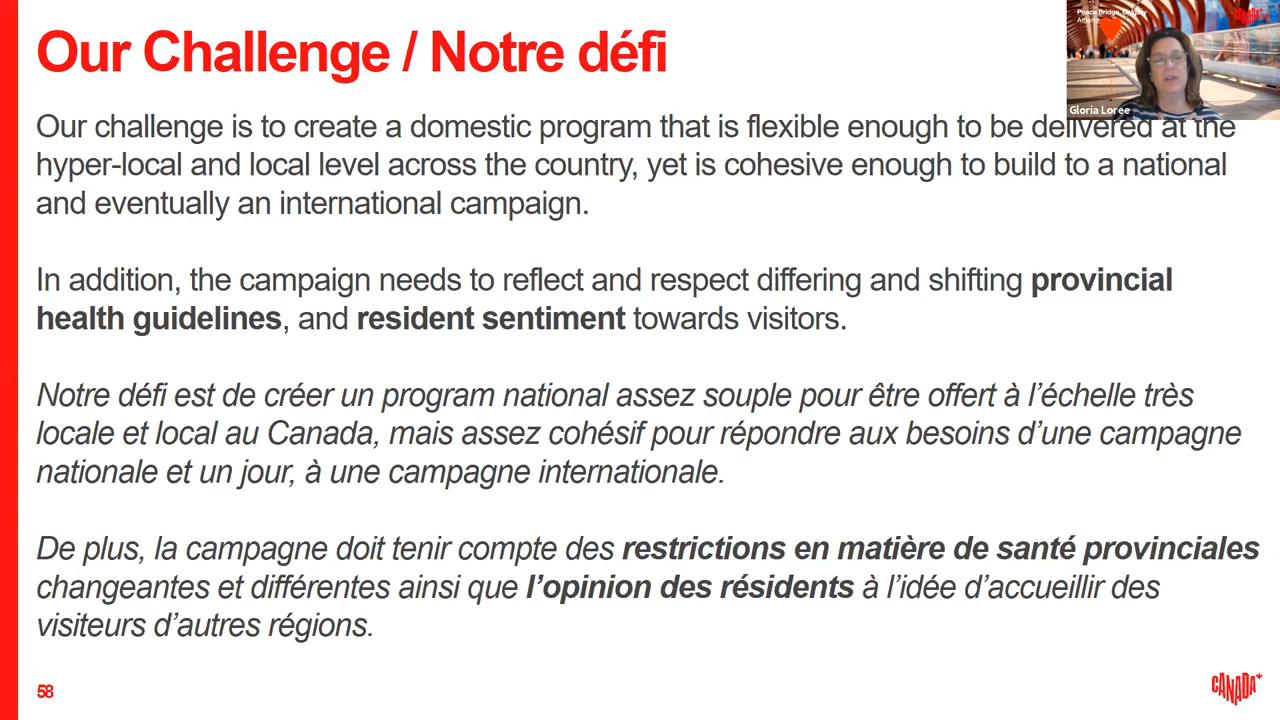 Our Challenge / Notre défi
Peace Bridge, Calgary
Alberta
CANADA
Gloria Loree
Our challenge is to create a domestic program that is flexible enough to be delivered at the
hyper-local and local level across the country, yet is cohesive enough to build to a national
and eventually an international campaign.
In addition, the campaign needs to reflect and respect differing and shifting provincial
health guidelines, and resident sentiment towards visitors.
Notre défi est de créer un program national assez souple pour être offert à l’échelle très
locale et local au Canada, mais assez cohésif pour répondre aux besoins d’une campagne
nationale et un jour, à une campagne internationale.
De plus, la campagne doit tenir compte des restrictions en matière de santé provinciales
changeantes et différentes ainsi que l’opinion des résidents à l’idée d’accueillir des
visiteurs d’autres régions.
58
CANADA